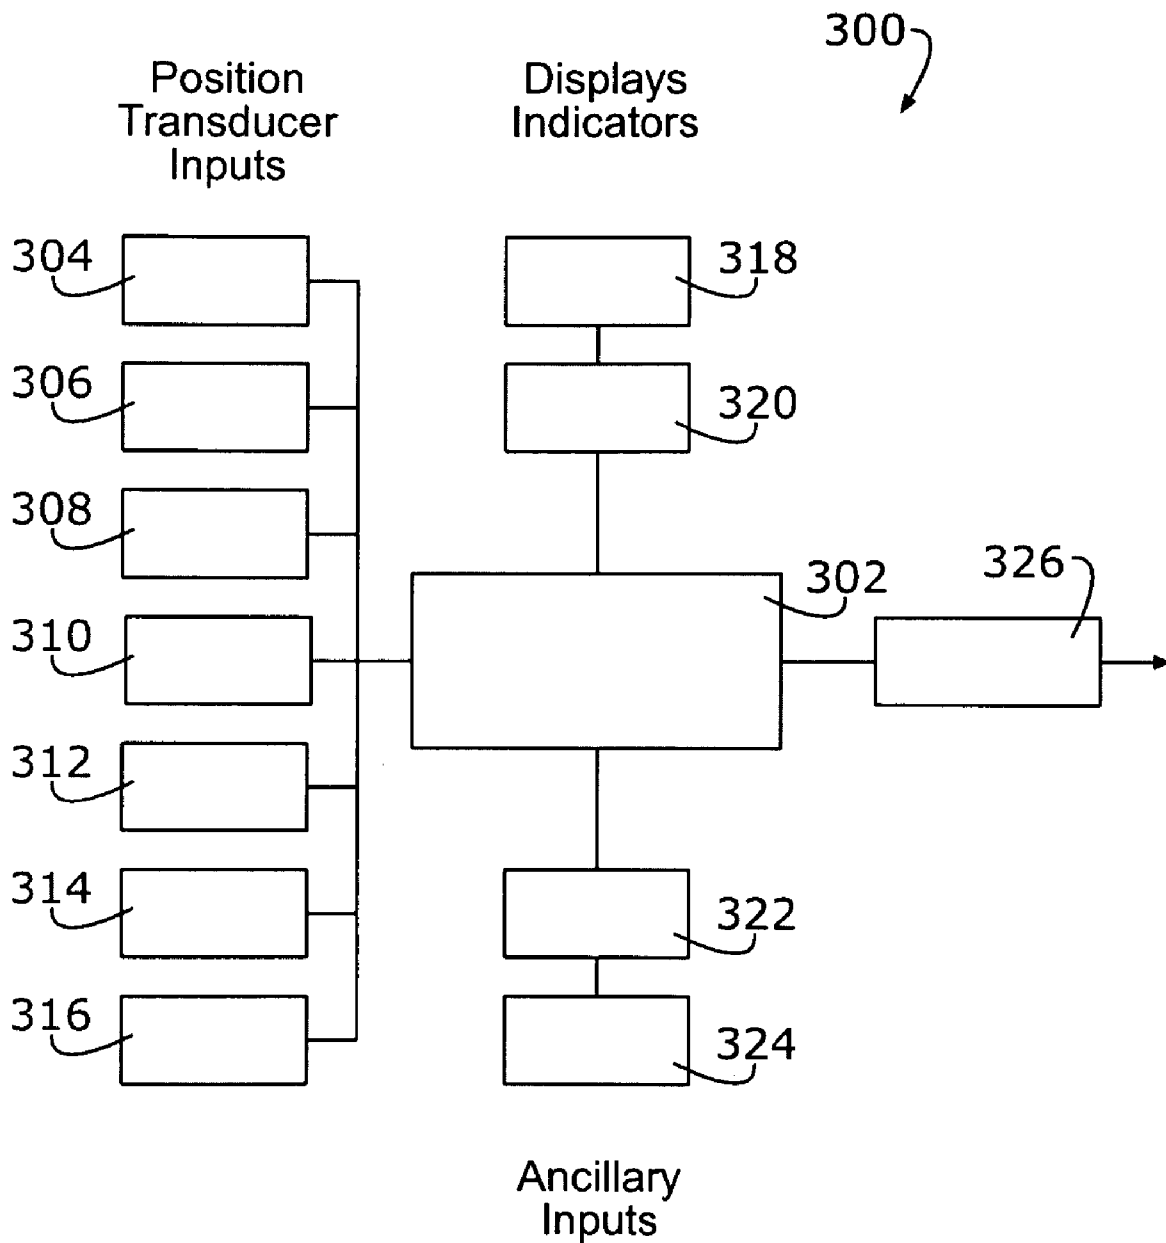 300
Position
Transducer
Inputs
Displays
Indicators
304
306
308
310
312
314
316
318
320
302
326
322
324
Ancillary
Inputs